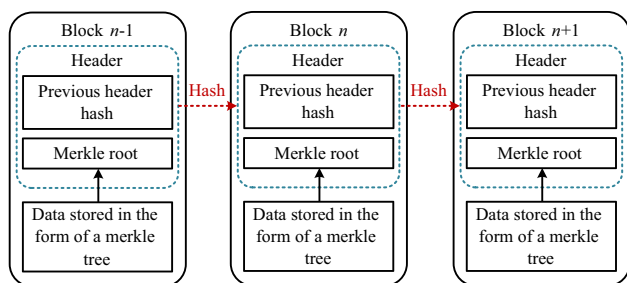 Block n-1
Header
Previous header
hash
Merkle root
Data stored in the
form of a merkle
tree
Hash
Block n
Header
Previous header
hash
Merkle root
Data stored in the
form of a merkle
tree
Hash
Block n+1
Header
Previous header
hash
Merkle root
Data stored in the
form of a merkle
tree